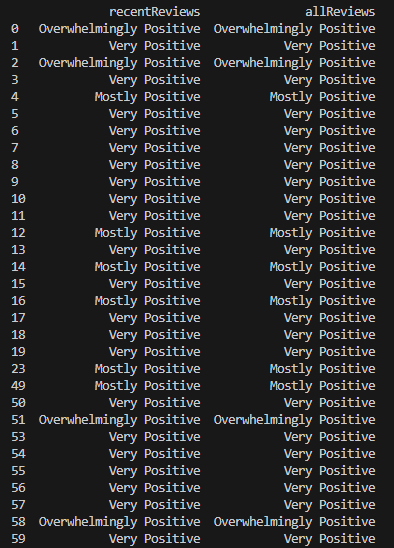 recentReviews allReviews
0 Overwhelmingly Positive Overwhelmingly Positive
1 Very Positive Very Positive
2 Overwhelmingly Positive Overwhelmingly Positive
3 Very Positive Very Positive
4 Mostly Positive Mostly Positive
5 Very Positive Very Positive
6 Very Positive Very Positive
7 Very Positive Very Positive
8 Very Positive Very Positive
9 Very Positive Very Positive
10 Very Positive Very Positive
11 Very Positive Very Positive
12 Mostly Positive Mostly Positive
13 Very Positive Very Positive
14 Mostly Positive Mostly Positive
15 Very Positive Very Positive
16 Mostly Positive Mostly Positive
17 Very Positive Very Positive
18 Very Positive Very Positive
19 Very Positive Very Positive
23 Mostly Positive Mostly Positive
49 Mostly Positive Mostly Positive
50 Very Positive Very Positive
51 Overwhelmingly Positive Overwhelmingly Positive
53 Very Positive Very Positive
54 Very Positive Very Positive
55 Very Positive Very Positive
56 Very Positive Very Positive
57 Very Positive Very Positive
58 Overwhelmingly Positive Overwhelmingly Positive
59 Very Positive Very Positive